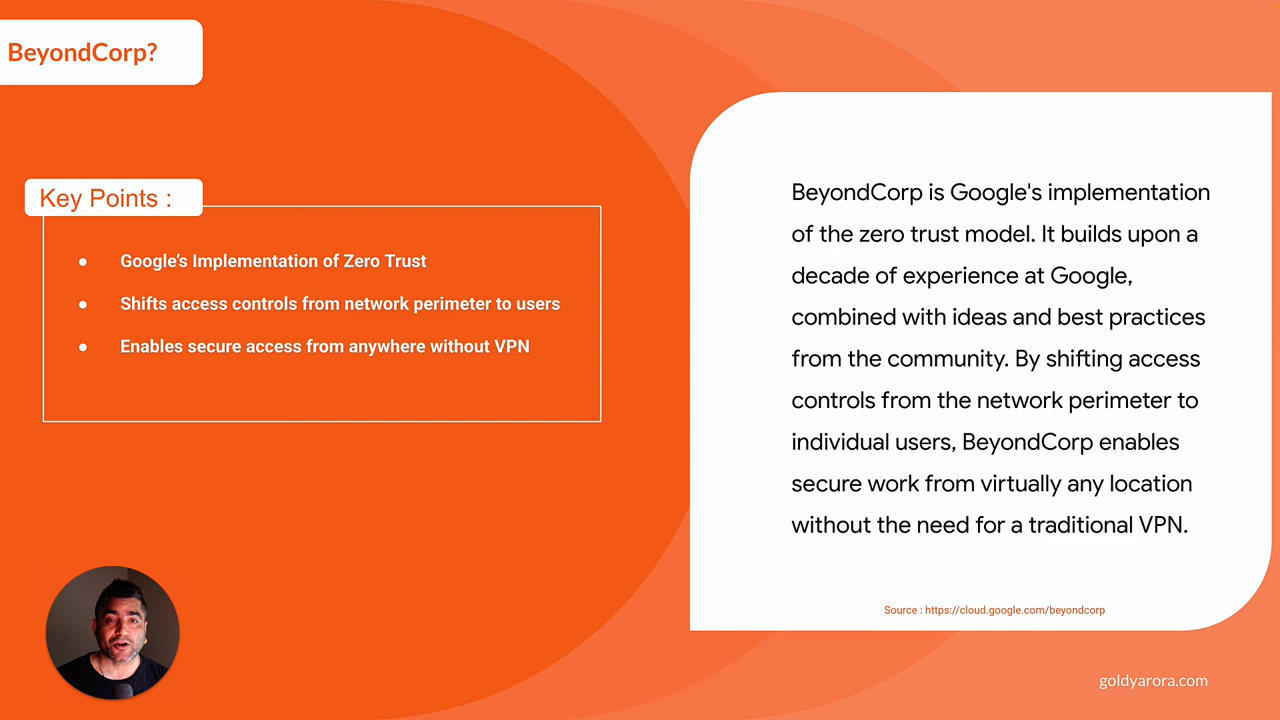 BeyondCorp?
Key Points :
● Google’s Implementation of Zero Trust
● Shifts access controls from network perimeter to users
● Enables secure access from anywhere without VPN
BeyondCorp is Google's implementation
of the zero trust model. It builds upon a
decade of experience at Google,
combined with ideas and best practices
from the community. By shifting access
controls from the network perimeter to
individual users, BeyondCorp enables
secure work from virtually any location
without the need for a traditional VPN.
Source : https://cloud.google.com/beyondcorp
goldyarora.com